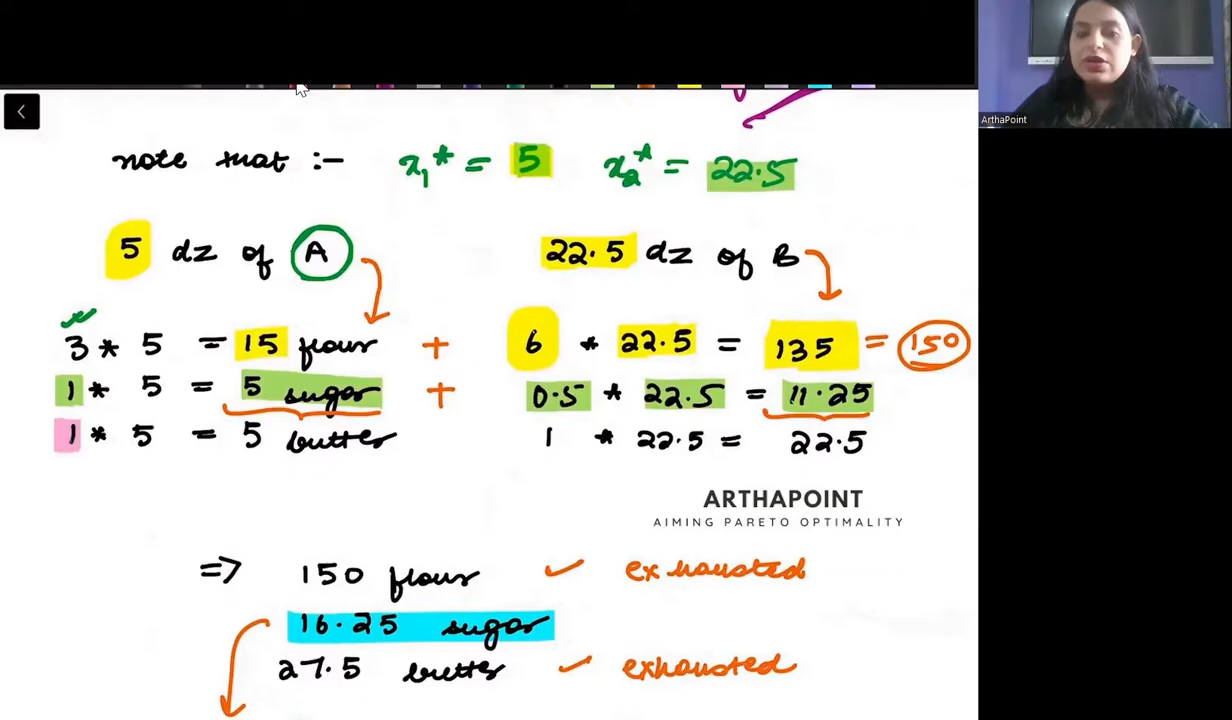 ArthaPoint
note that :- x₁* = 5 x₂* = 22.5
5 dz of A 22.5 dz of B
3 * 5 = 15 flour + 6 * 22.5 = 135 = 150
1 * 5 = 5 sugar + 0.5 * 22.5 = 11.25
1 * 5 = 5 butter 1 * 22.5 = 22.5
ARTHAPOINT
AIMING PARETO OPTIMALITY
=> 150 flour ✓ exhausted
16.25 sugar
27.5 butter ✓ exhausted